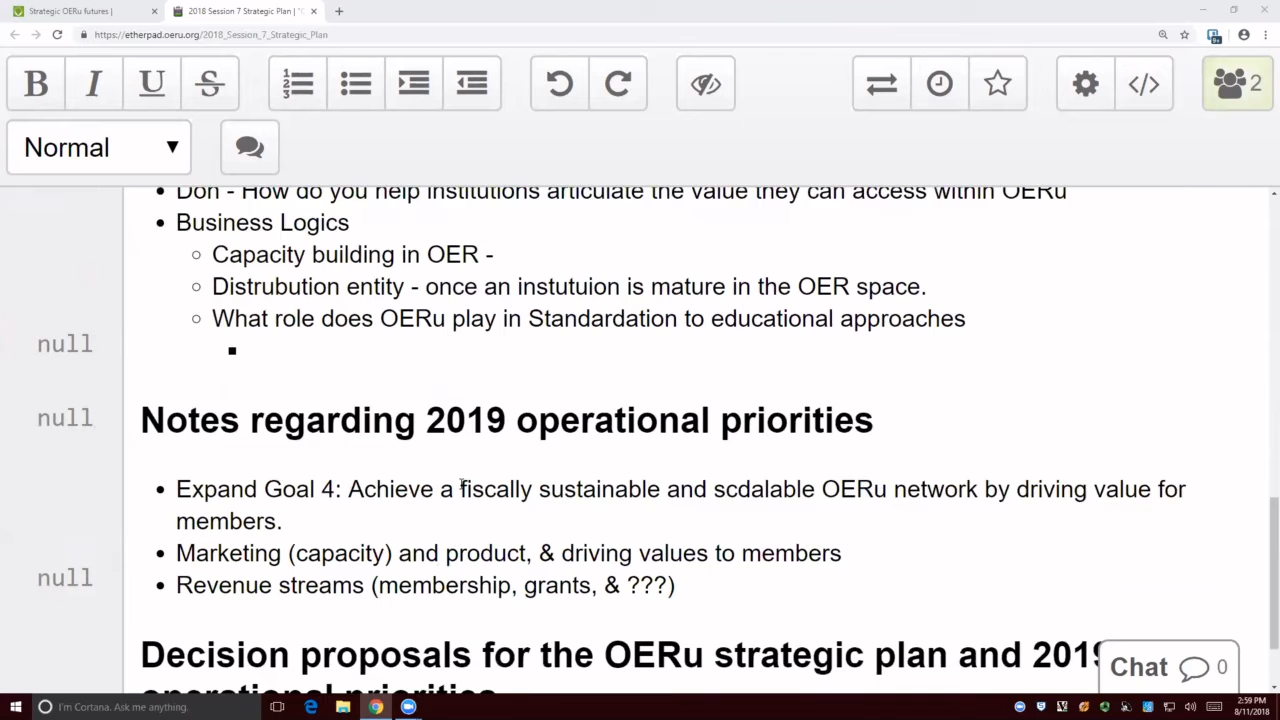 Strategic OERu futures |
2018 Session 7 Strategic Plan | "O
https://etherpad.oeru.org/2018_Session_7_Strategic_Plan
B I U S
2
Normal
Don - How do you help institutions articulate the value they can access within OERu
Business Logics
Capacity building in OER -
Distrubution entity - once an instutuion is mature in the OER space.
What role does OERu play in Standardation to educational approaches
null
null
Notes regarding 2019 operational priorities
Expand Goal 4: Achieve a fiscally sustainable and scdalable OERu network by driving value for
members.
Marketing (capacity) and product, & driving values to members
null
Revenue streams (membership, grants, & ???)
Decision proposals for the OERu strategic plan and 2019
operational priorities
Chat 0
I'm Cortana. Ask me anything.
2:59 PM
8/11/2018